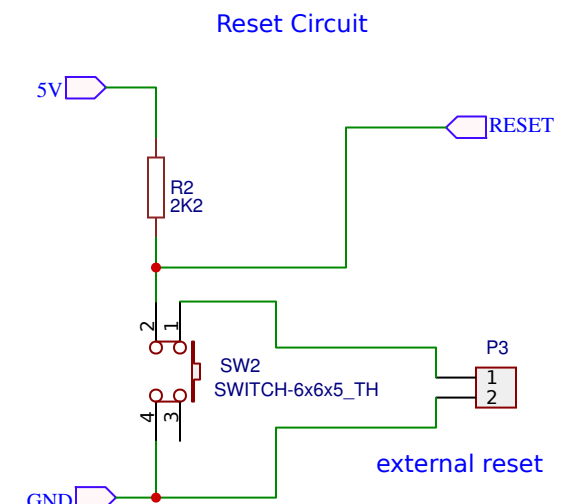 Reset Circuit
5V
RESET
R2
2K2
2
1
P3
SW2
1
SWITCH-6x6x5_TH
2
4
3
external reset
GND